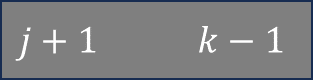 j + 1 k − 1